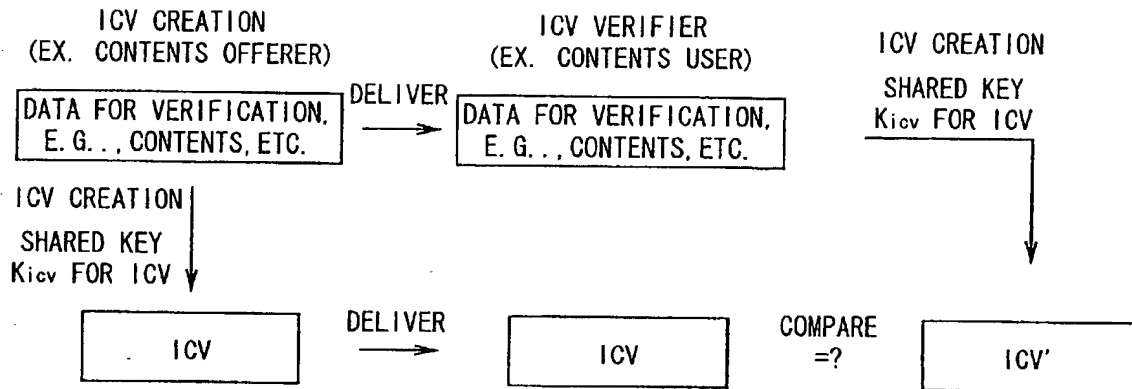 ICV CREATION
(EX. CONTENTS OFFERER)
ICV VERIFIER
(EX. CONTENTS USER)
ICV CREATION
SHARED KEY
Kicv FOR ICV
DATA FOR VERIFICATION,
E. G.., CONTENTS, ETC.
DELIVER
DATA FOR VERIFICATION,
E. G.., CONTENTS, ETC.
ICV CREATION
SHARED KEY
Kicv FOR ICV
ICV
DELIVER
ICV
COMPARE
=?
ICV'